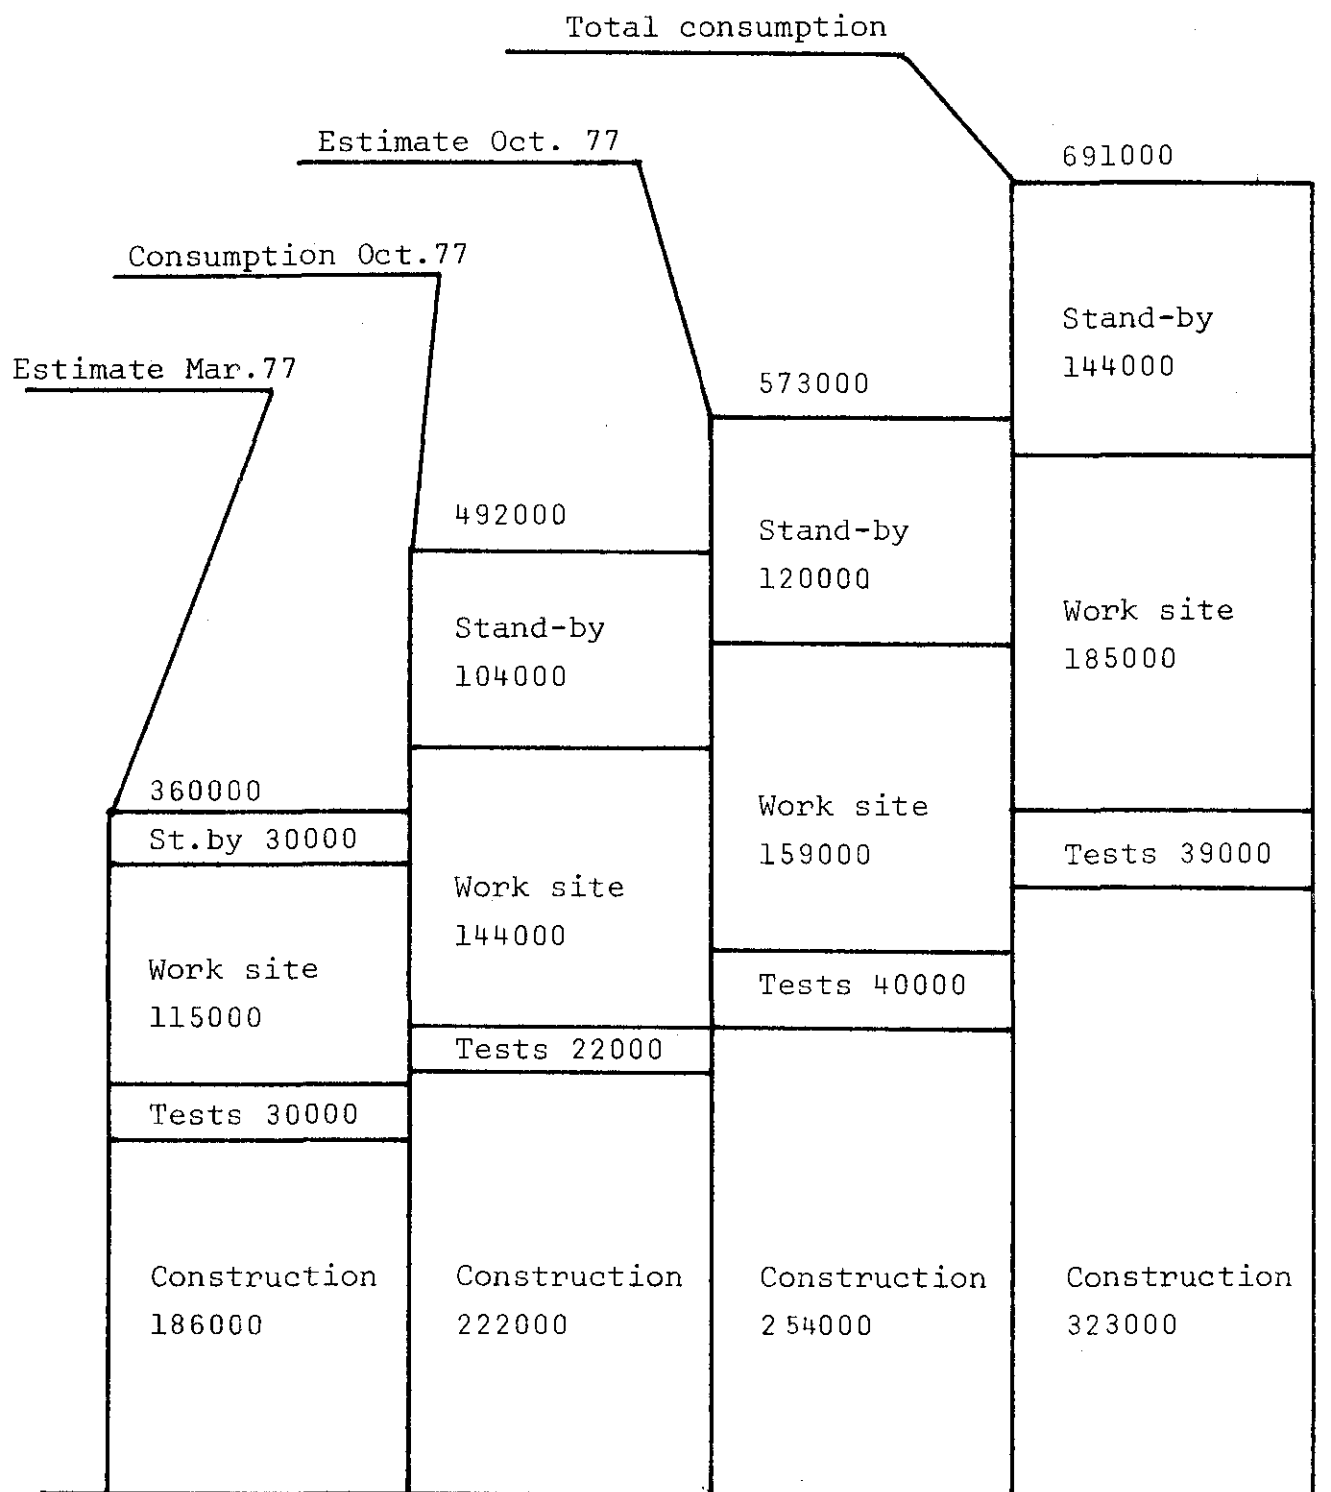 Total consumption
Estimate Oct. 77
Consumption Oct.77
Estimate Mar.77
360000
St.by 30000
Work site
115000
Tests 30000
Construction
186000
492000
Stand-by
104000
Work site
144000
Tests 22000
Construction
222000
573000
Stand-by
120000
Work site
159000
Tests 40000
Construction
254000
691000
Stand-by
144000
Work site
185000
Tests 39000
Construction
323000